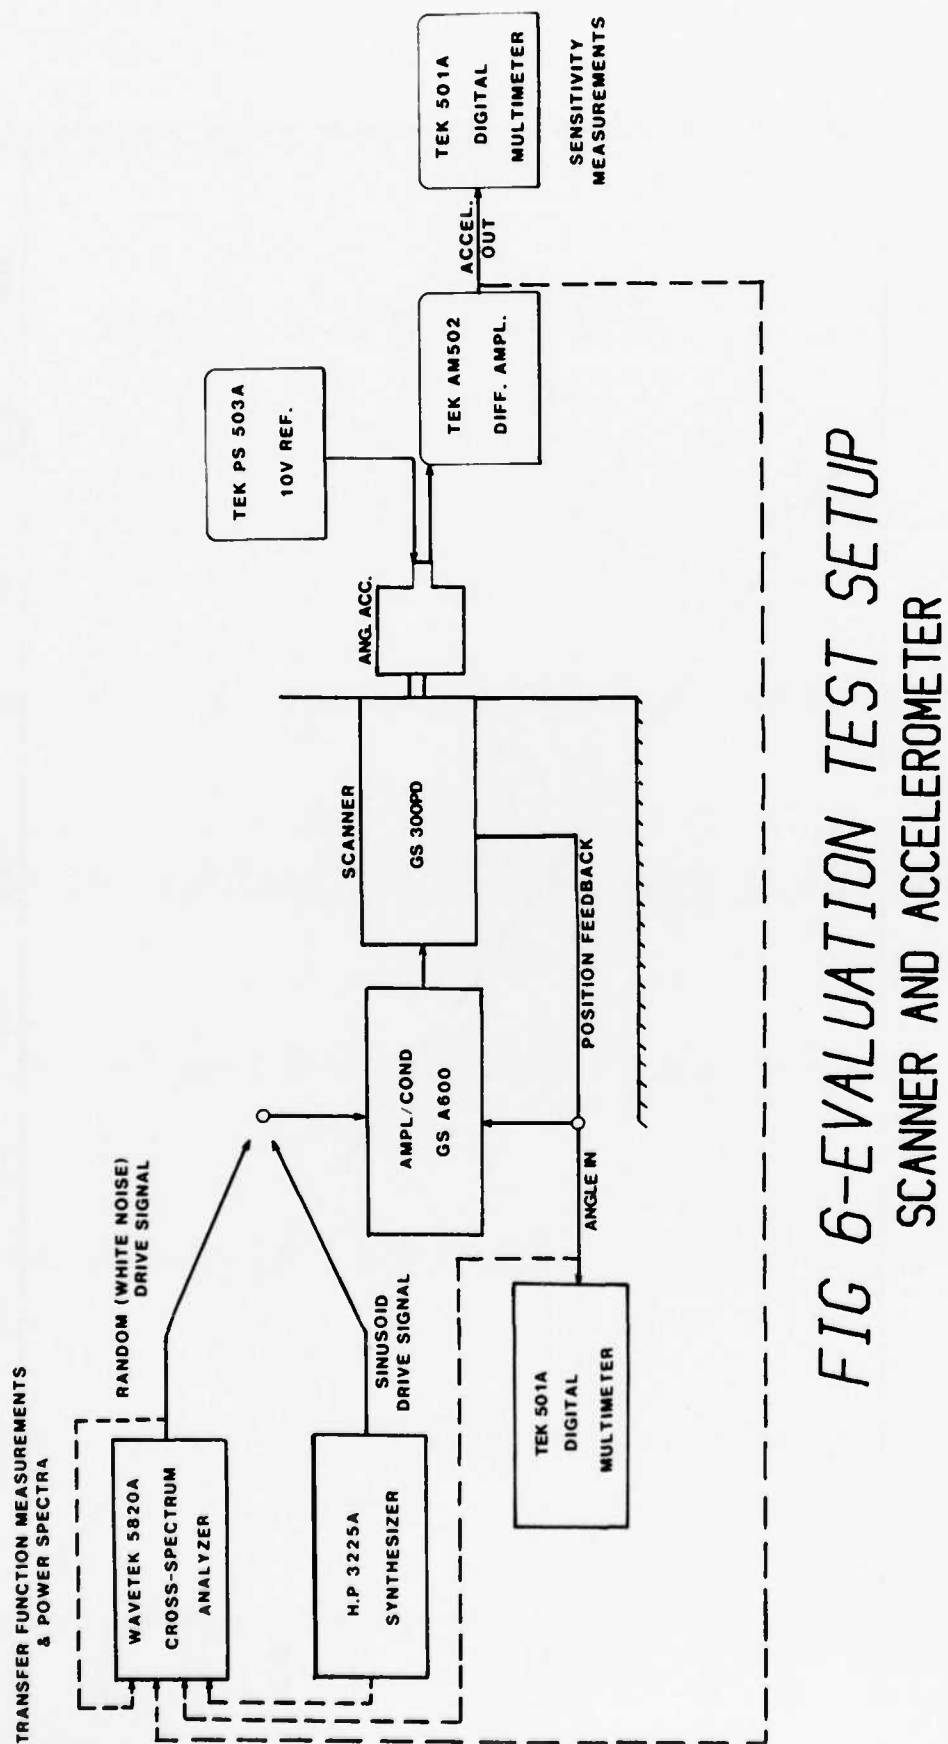 TRANSFER FUNCTION MEASUREMENTS
& POWER SPECTRA
WAVETEK 5820A
CROSS-SPECTRUM
ANALYZER
RANDOM (WHITE NOISE)
DRIVE SIGNAL
H.P 3225A
SYNTHESIZER
SINUSOID
DRIVE SIGNAL
AMPL/COND
GS A600
SCANNER
GS 300PD
ANG. ACC.
TEK PS 503A
10V REF.
TEK AM502
DIFF. AMPL.
ACCEL.
OUT
TEK 501A
DIGITAL
MULTIMETER
SENSITIVITY
MEASUREMENTS
TEK 501A
DIGITAL
MULTIMETER
ANGLE IN
POSITION FEEDBACK
FIG 6-EVALUATION TEST SETUP
SCANNER AND ACCELEROMETER